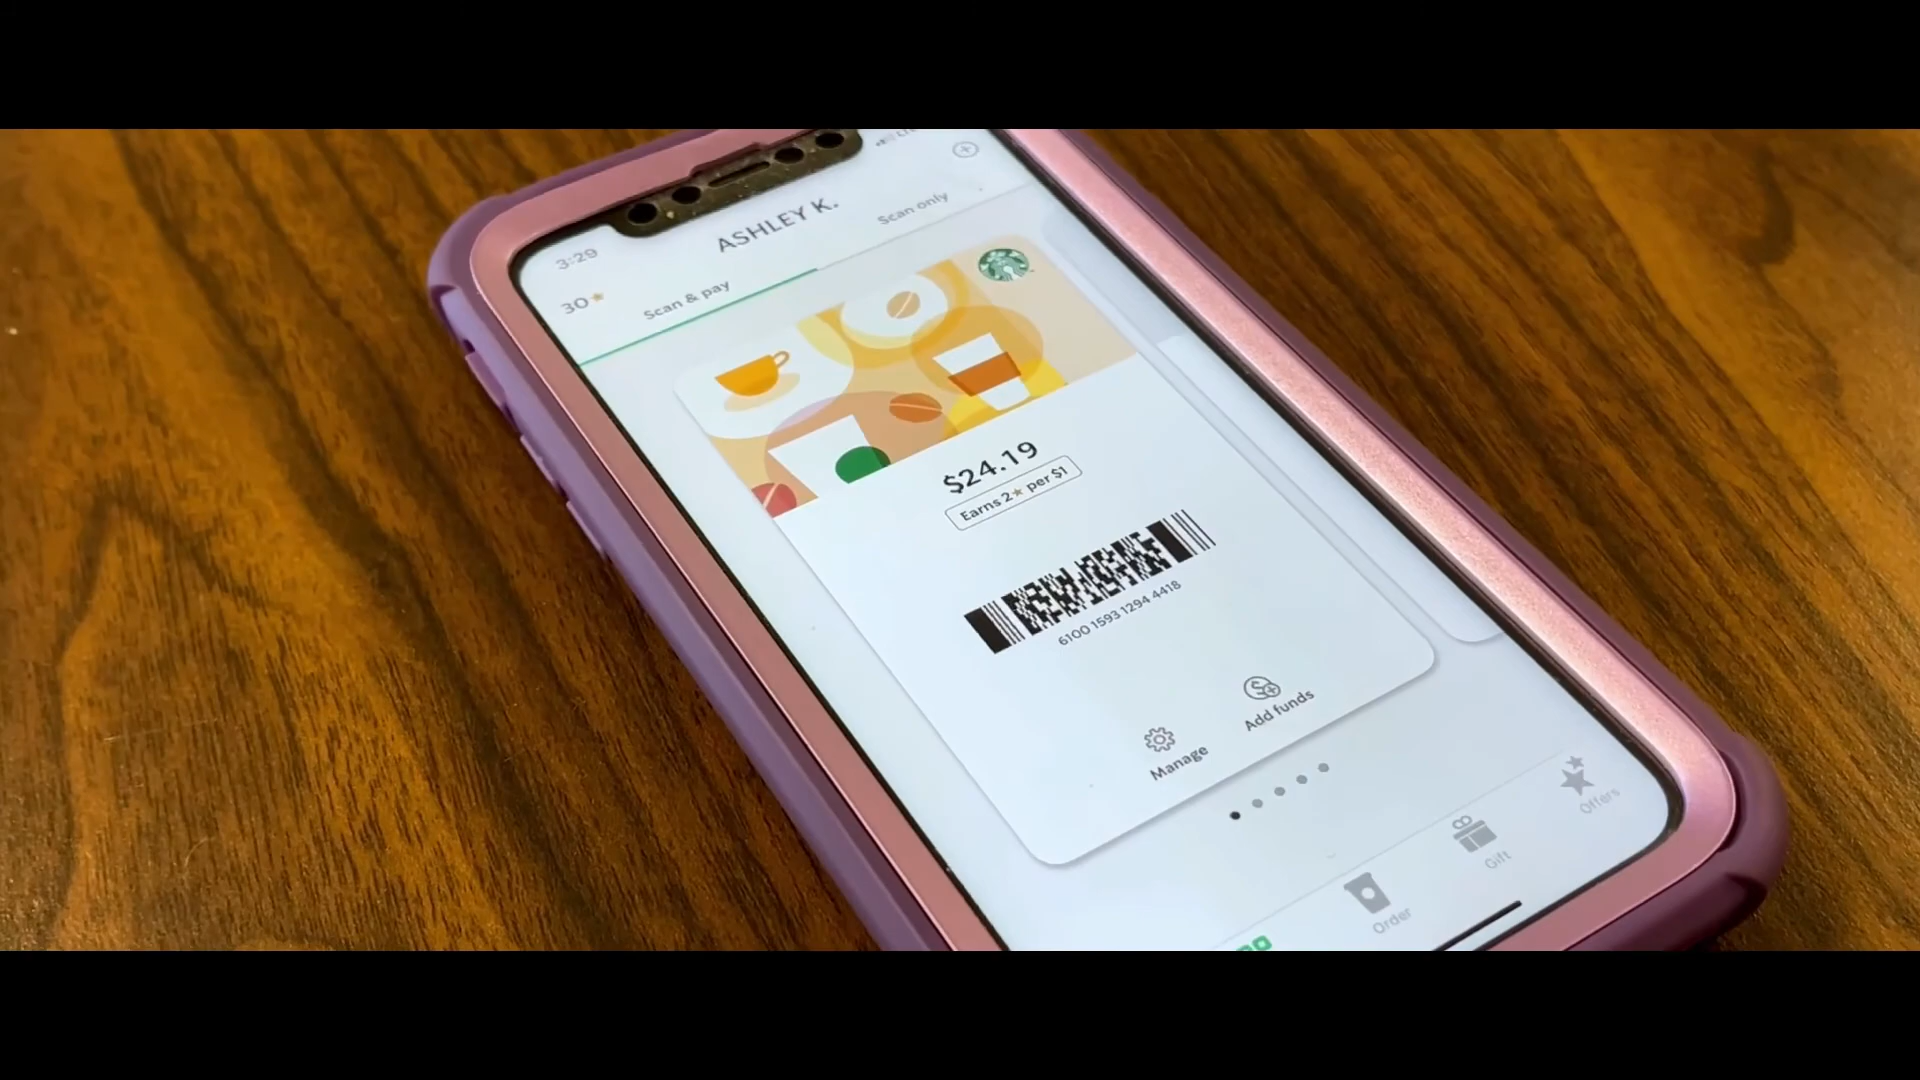 3:29
ASHLEY K.
30★
Scan & pay
Scan only
$24.19
Earns 2★ per $1
6100 1593 1294 4418
Manage
Add funds
Order
Gift
Offers